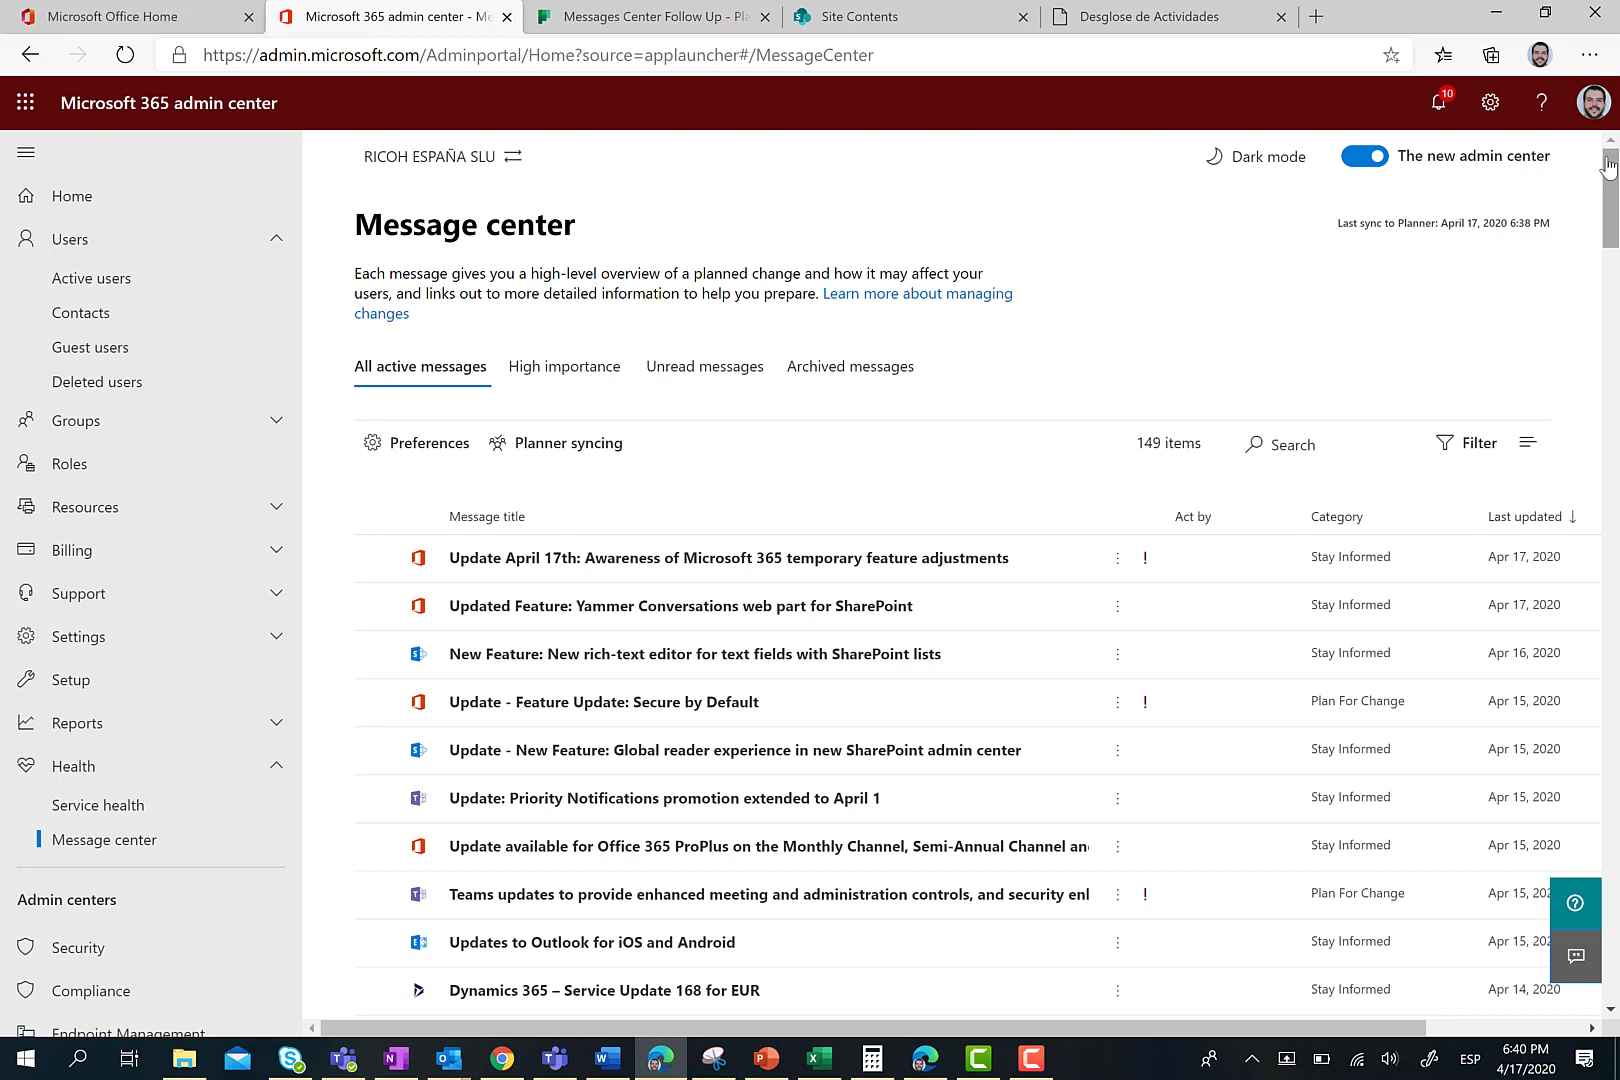 Microsoft Office Home
Microsoft 365 admin center - Me
Messages Center Follow Up - Pla
Site Contents
Desglose de Actividades
https://admin.microsoft.com/Adminportal/Home?source=applauncher#/MessageCenter
Microsoft 365 admin center
10
RICOH ESPAÑA SLU
Dark mode
The new admin center
Home
Users
Active users
Contacts
Guest users
Deleted users
Groups
Roles
Resources
Billing
Support
Settings
Setup
Reports
Health
Service health
Message center
Admin centers
Security
Compliance
Endpoint Management
Message center
Last sync to Planner: April 17, 2020 6:38 PM
Each message gives you a high-level overview of a planned change and how it may affect your
users, and links out to more detailed information to help you prepare. Learn more about managing
changes
All active messages
High importance
Unread messages
Archived messages
Preferences
Planner syncing
149 items
Search
Filter
Message title Act by Category Last updated ↓
Update April 17th: Awareness of Microsoft 365 temporary feature adjustments ! Stay Informed Apr 17, 2020
Updated Feature: Yammer Conversations web part for SharePoint Stay Informed Apr 17, 2020
New Feature: New rich-text editor for text fields with SharePoint lists Stay Informed Apr 16, 2020
Update - Feature Update: Secure by Default ! Plan For Change Apr 15, 2020
Update - New Feature: Global reader experience in new SharePoint admin center Stay Informed Apr 15, 2020
Update: Priority Notifications promotion extended to April 1 Stay Informed Apr 15, 2020
Update available for Office 365 ProPlus on the Monthly Channel, Semi-Annual Channel an Stay Informed Apr 15, 2020
Teams updates to provide enhanced meeting and administration controls, and security enl ! Plan For Change Apr 15, 202
Updates to Outlook for iOS and Android Stay Informed Apr 15, 202
Dynamics 365 – Service Update 168 for EUR Stay Informed Apr 14, 2020
ESP
6:40 PM
4/17/2020